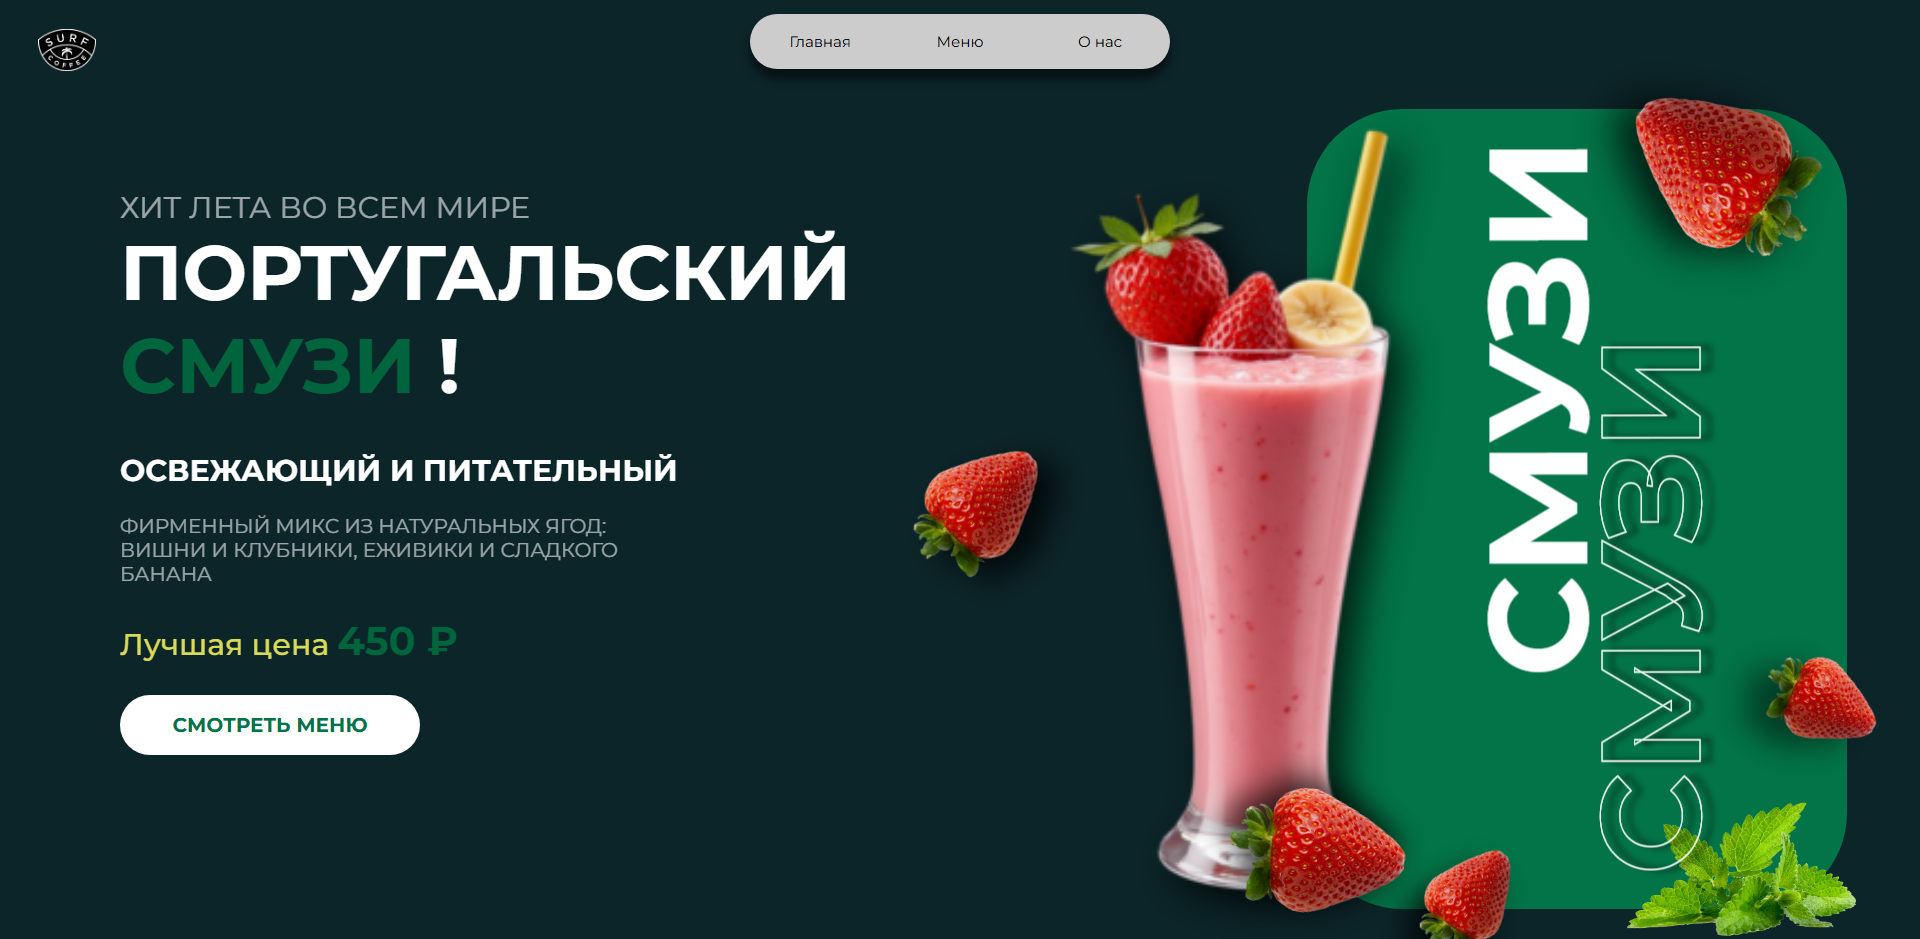 SURF
COFFEE
Главная
Меню
О нас
ХИТ ЛЕТА ВО ВСЕМ МИРЕ
ПОРТУГАЛЬСКИЙ
СМУЗИ !
ОСВЕЖАЮЩИЙ И ПИТАТЕЛЬНЫЙ
ФИРМЕННЫЙ МИКС ИЗ НАТУРАЛЬНЫХ ЯГОД:
ВИШНИ И КЛУБНИКИ, ЕЖИВИКИ И СЛАДКОГО
БАНАНА
Лучшая цена 450 ₽
СМОТРЕТЬ МЕНЮ
СМУЗИ
СМУЗИ